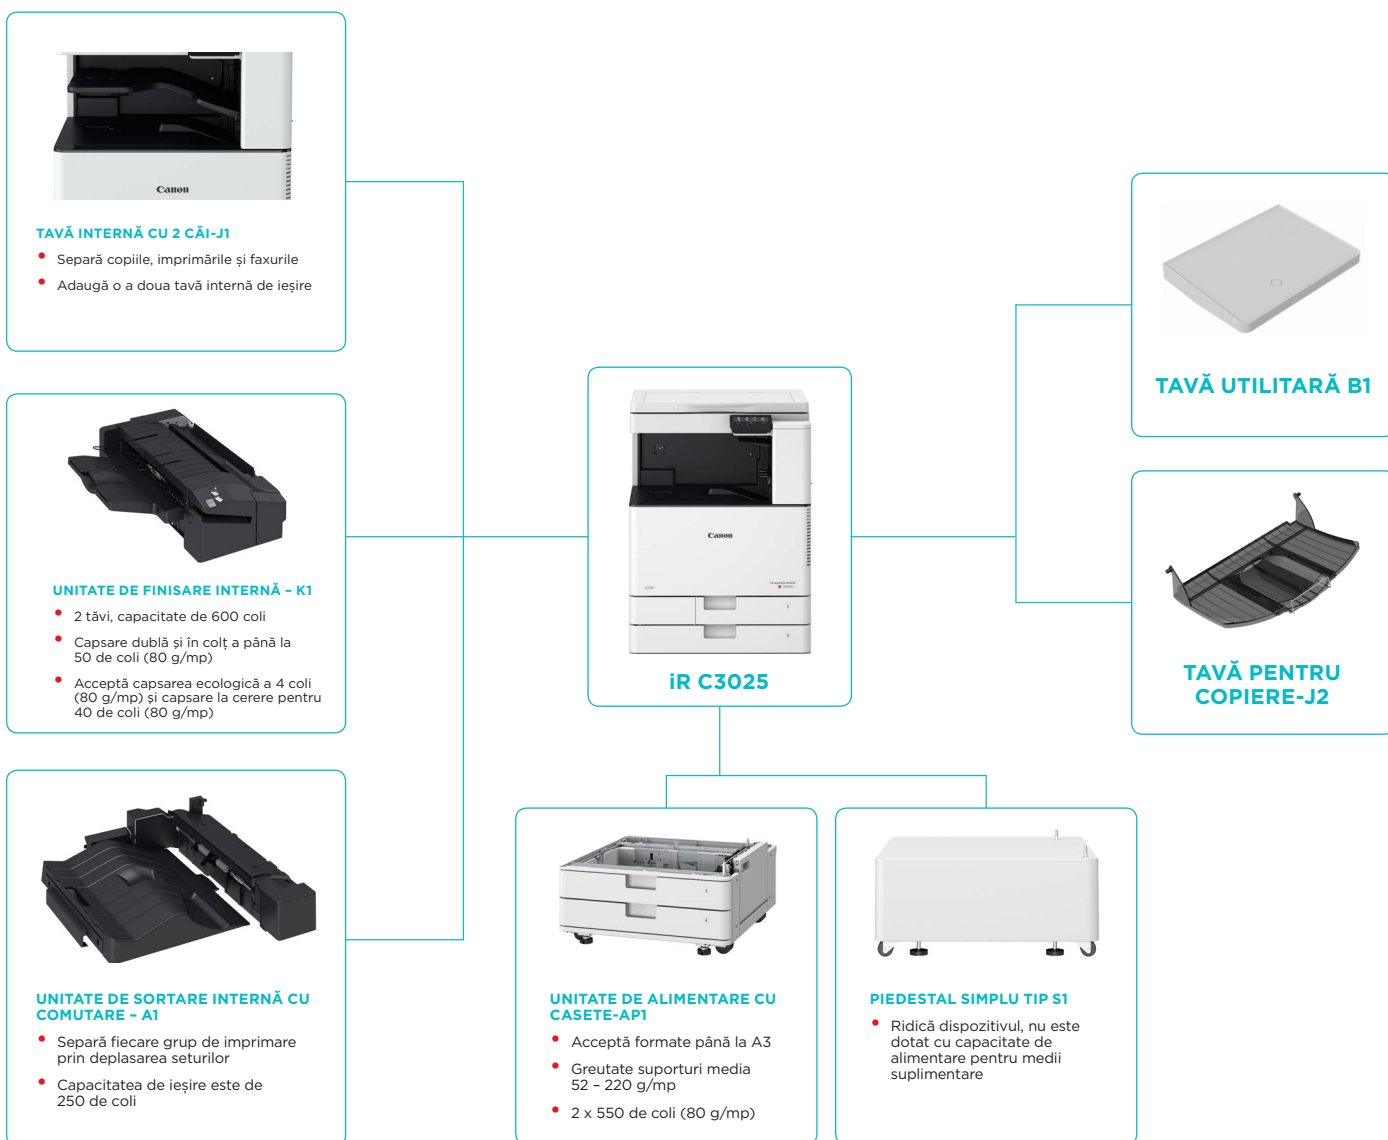 Canon
TAVĂ INTERNĂ CU 2 CĂI-J1
• Separă copiile, imprimările și faxurile
• Adaugă o a doua tavă internă de ieșire
UNITATE DE FINISARE INTERNĂ – K1
• 2 tăvi, capacitate de 600 coli
• Capsare dublă și în colț a până la
50 de coli (80 g/mp)
• Acceptă capsarea ecologică a 4 coli
(80 g/mp) și capsare la cerere pentru
40 de coli (80 g/mp)
UNITATE DE SORTARE INTERNĂ CU
COMUTARE – A1
• Separă fiecare grup de imprimare
prin deplasarea seturilor
• Capacitatea de ieșire este de
250 de coli
Canon
1
2
iR C3025
UNITATE DE ALIMENTARE CU
CASETE-AP1
• Acceptă formate până la A3
• Greutate suporturi media
52 – 220 g/mp
• 2 x 550 de coli (80 g/mp)
PIEDESTAL SIMPLU TIP S1
• Ridică dispozitivul, nu este
dotat cu capacitate de
alimentare pentru medii
suplimentare
TAVĂ UTILITARĂ B1
TAVĂ PENTRU
COPIERE-J2